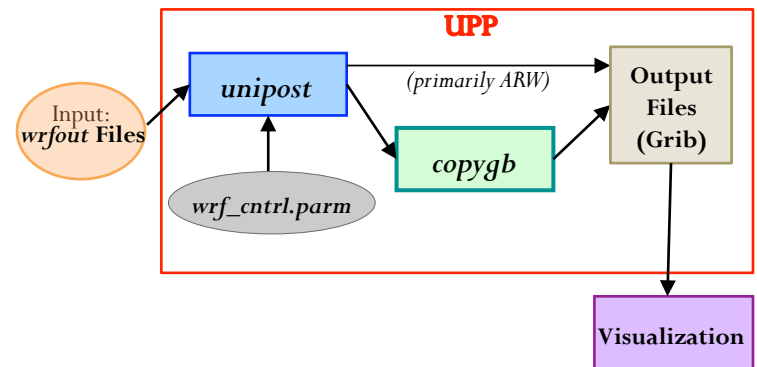 UPP
unipost
(primarily ARW)
Output
Files
(Grib)
Input:
wrfout Files
copygb
wrf_cntrl.parm
Visualization